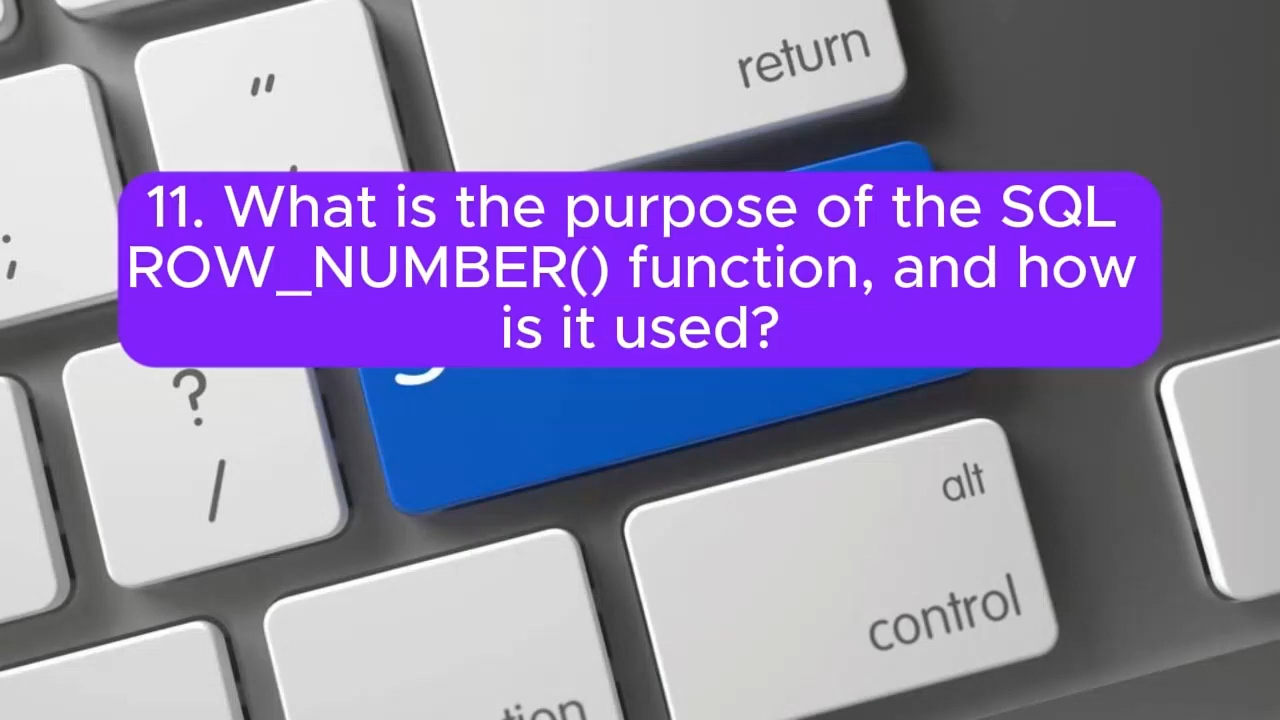 "
return
11. What is the purpose of the SQL
ROW_NUMBER() function, and how
is it used?
;
?
/
alt
control